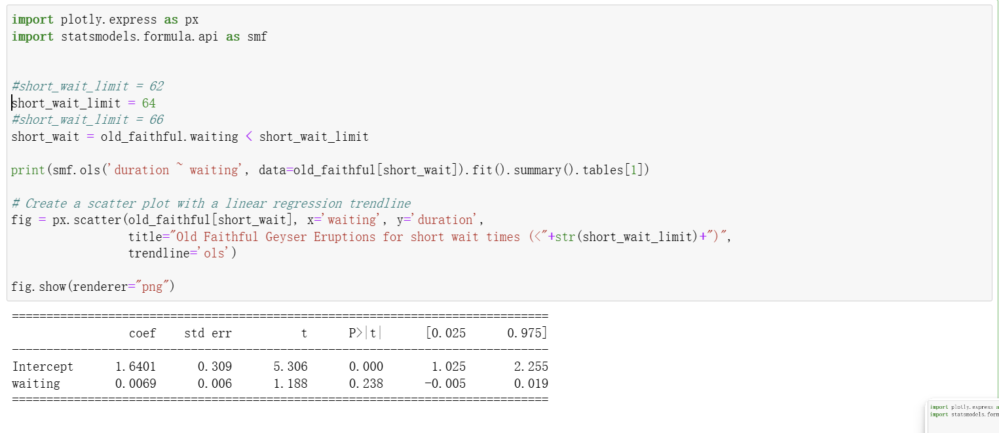 import plotly.express as px
import statsmodels.formula.api as smf
#short_wait_limit = 62
short_wait_limit = 64
#short_wait_limit = 66
short_wait = old_faithful.waiting < short_wait_limit
print(smf.ols('duration ~ waiting', data=old_faithful[short_wait]).fit().summary().tables[1])
# Create a scatter plot with a linear regression trendline
fig = px.scatter(old_faithful[short_wait], x='waiting', y='duration',
title="Old Faithful Geyser Eruptions for short wait times (<"+str(short_wait_limit)+")",
trendline='ols')
fig.show(renderer="png")
==============================================================================
coef std err t P>|t| [0.025 0.975]
------------------------------------------------------------------------------
Intercept 1.6401 0.309 5.306 0.000 1.025 2.255
waiting 0.0069 0.006 1.188 0.238 -0.005 0.019
==============================================================================
import plotly.express a
import statsmodels.form